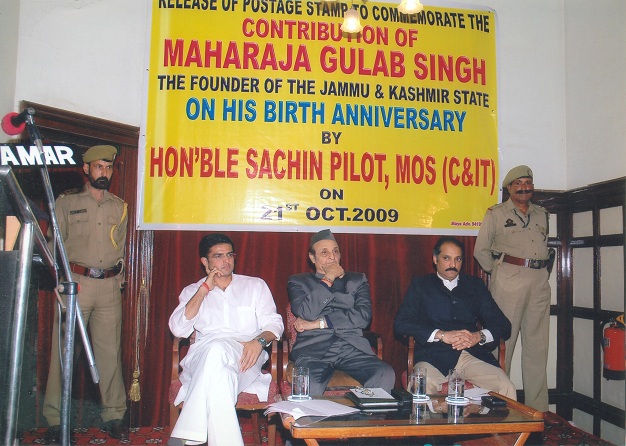 RELEASE OF POSTAGE STAMP TO COMMEMORATE THE
CONTRIBUTION OF
MAHARAJA GULAB SINGH
THE FOUNDER OF THE JAMMU & KASHMIR STATE
ON HIS BIRTH ANNIVERSARY
BY
HON'BLE SACHIN PILOT, MOS (C&IT)
ON
21ST OCT.2009
AMAR